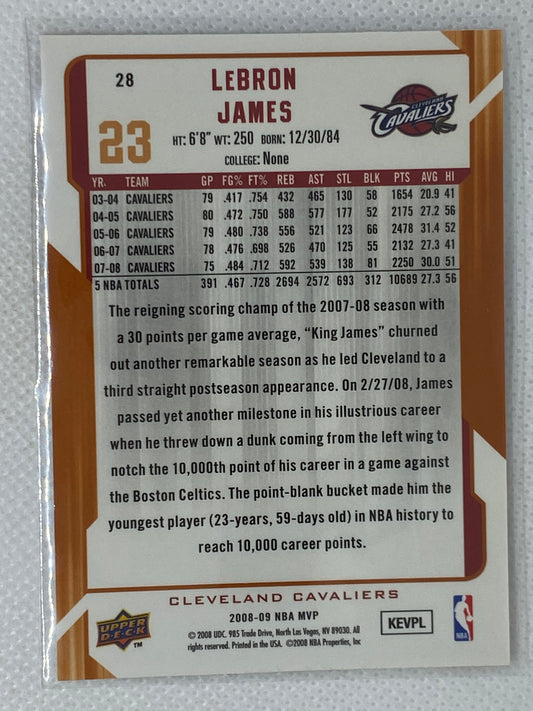 28
LeBRON
JAMES
23
HT: 6'8" WT: 250 BORN: 12/30/84
COLLEGE: None
CLEVELAND
CAVALIERS
YR. TEAM GP FG% FT% REB AST STL BLK PTS AVG HI
03-04 CAVALIERS 79 .417 .754 432 465 130 58 1654 20.9 41
04-05 CAVALIERS 80 .472 .750 588 577 177 52 2175 27.2 56
05-06 CAVALIERS 79 .480 .738 556 521 123 66 2478 31.4 52
06-07 CAVALIERS 78 .476 .698 526 470 125 55 2132 27.3 41
07-08 CAVALIERS 75 .484 .712 592 539 138 81 2250 30.0 51
5 NBA TOTALS 391 .467 .728 2694 2572 693 312 10689 27.3 56
The reigning scoring champ of the 2007-08 season with
a 30 points per game average, "King James" churned
out another remarkable season as he led Cleveland to a
third straight postseason appearance. On 2/27/08, James
passed yet another milestone in his illustrious career
when he threw down a dunk coming from the left wing to
notch the 10,000th point of his career in a game against
the Boston Celtics. The point-blank bucket made him the
youngest player (23-years, 59-days old) in NBA history to
reach 10,000 career points.
CLEVELAND CAVALIERS
2008-09 NBA MVP
UPPER
DECK
© 2008 UDC. 985 Trade Drive, North Las Vegas, NV 89030. All
rights reserved. Printed in the USA. ©2008 NBA Properties, Inc
KEVPL
NBA